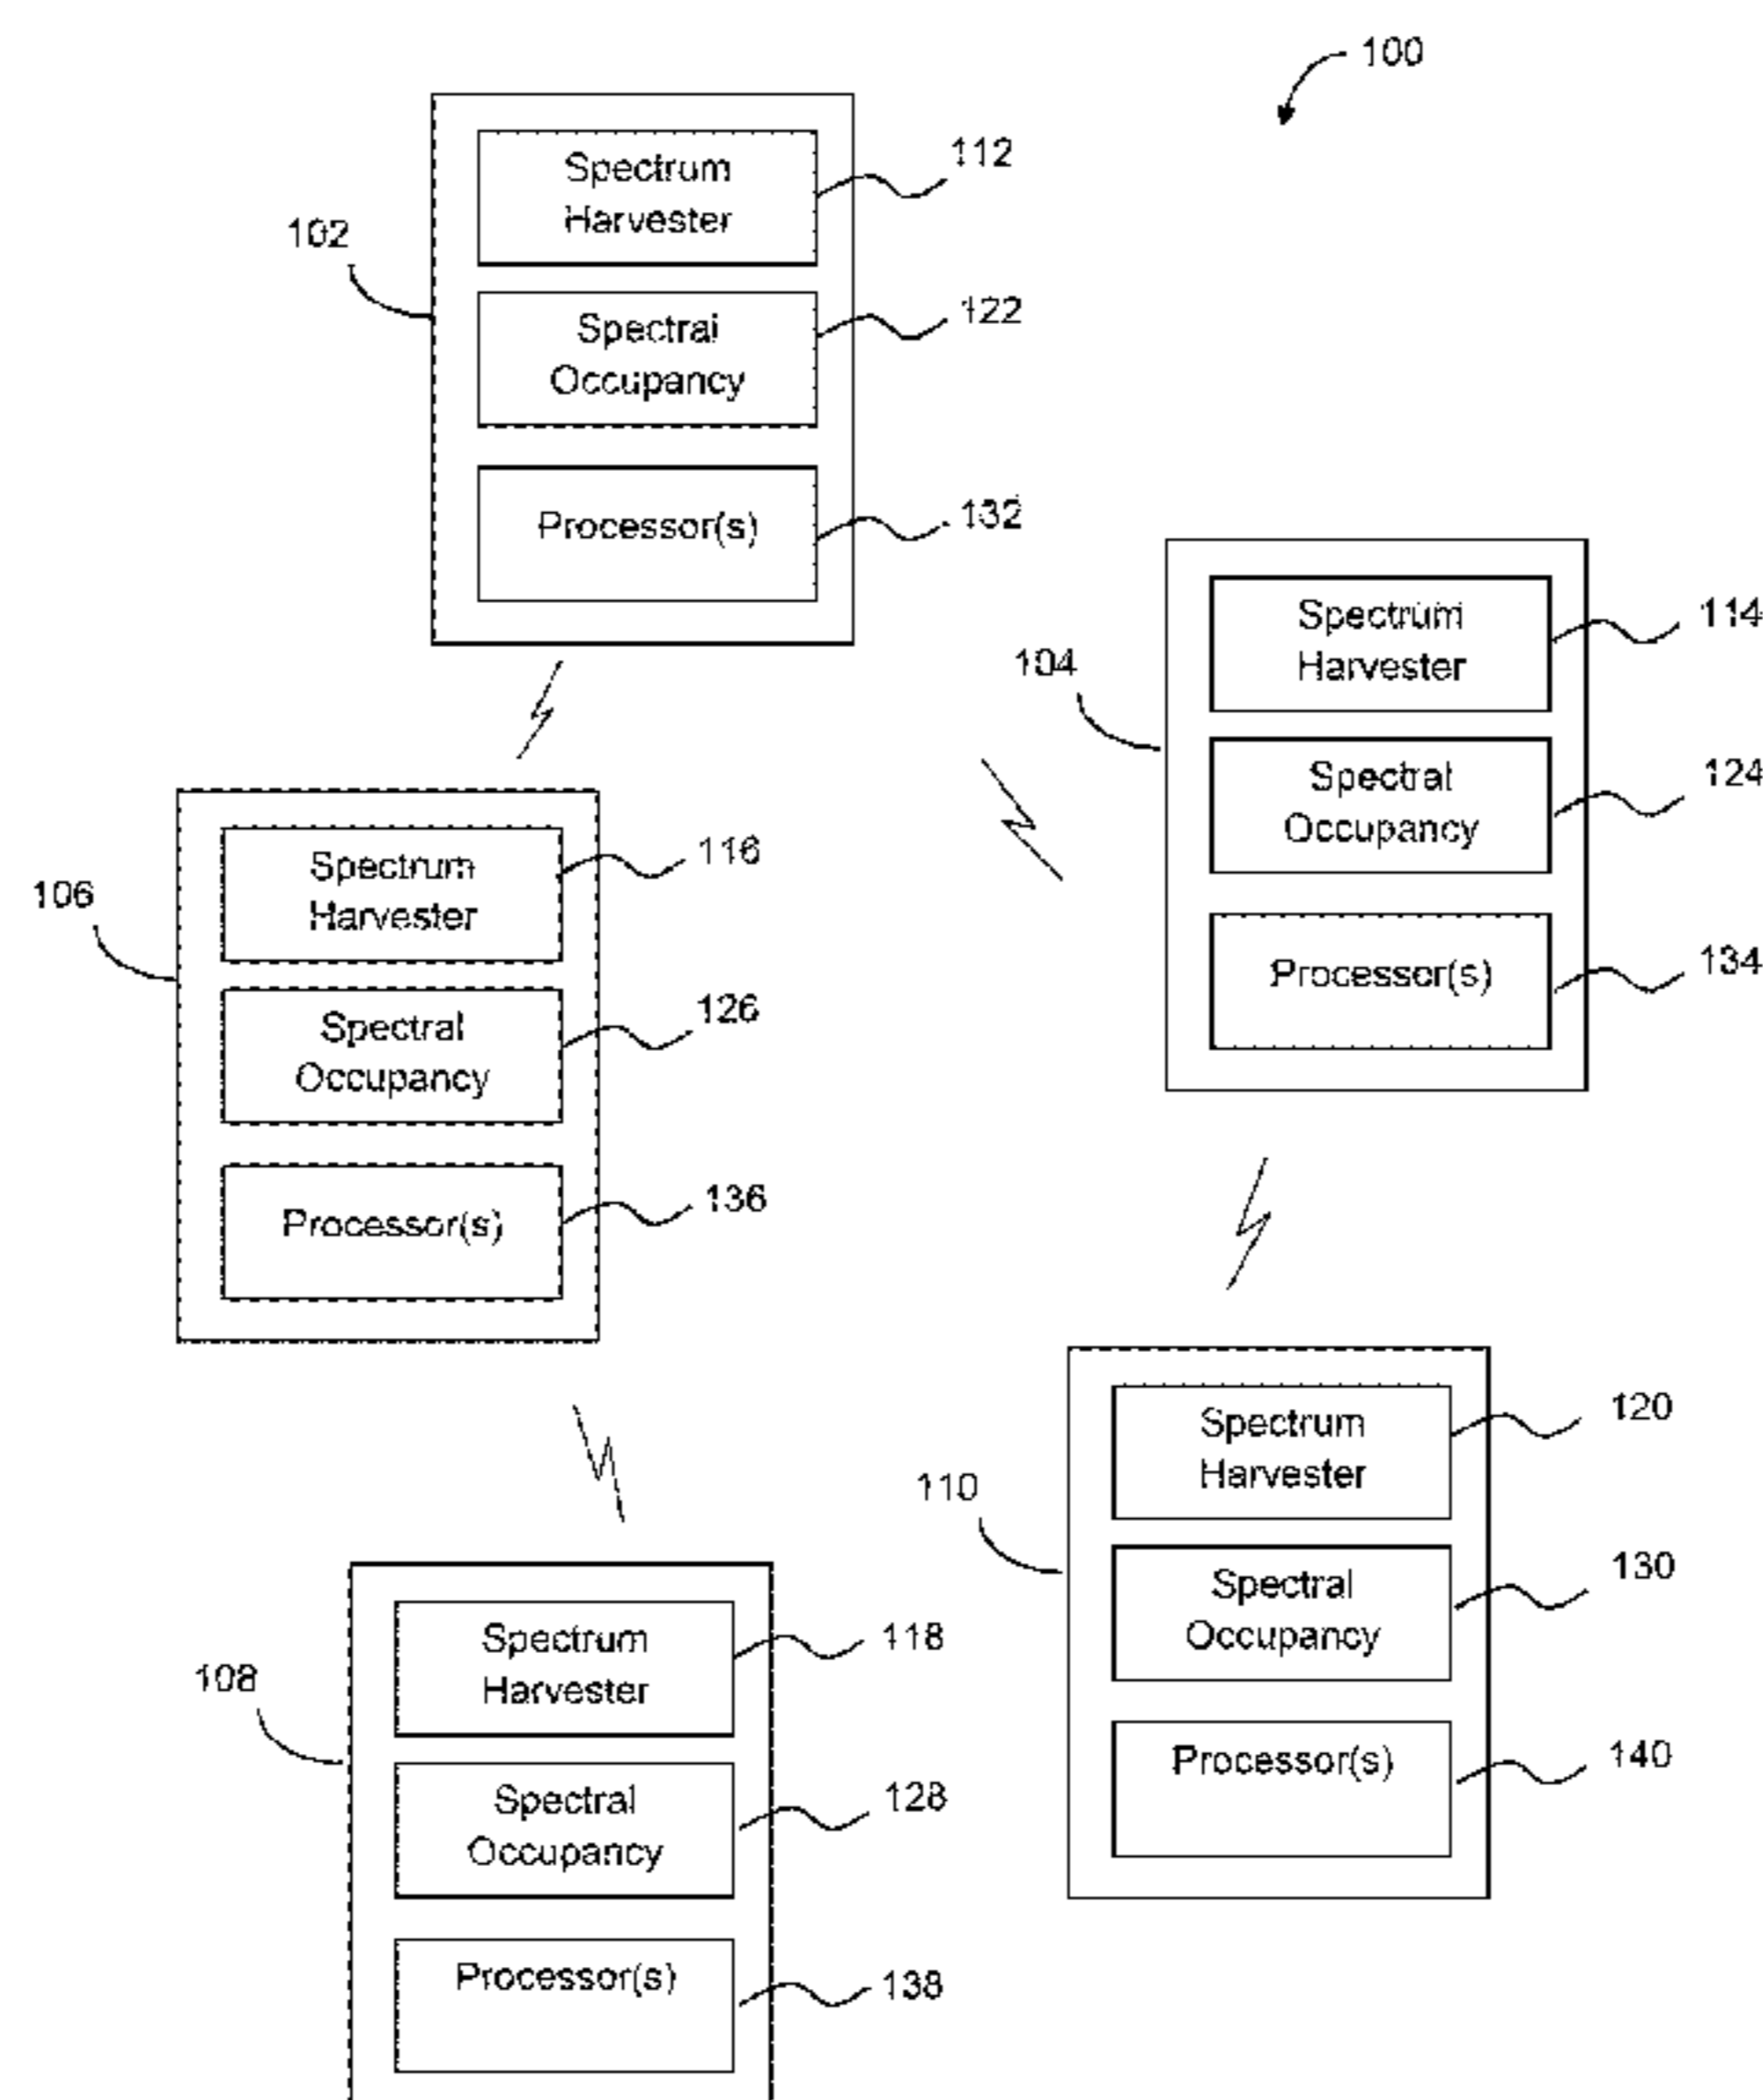 100
102
Spectrum
Harvester
112
Spectral
Occupancy
122
Processor(s)
132
104
Spectrum
Harvester
114
Spectral
Occupancy
124
Processor(s)
134
106
Spectrum
Harvester
116
Spectral
Occupancy
126
Processor(s)
136
110
Spectrum
Harvester
120
Spectral
Occupancy
130
Processor(s)
140
108
Spectrum
Harvester
118
Spectral
Occupancy
128
Processor(s)
138